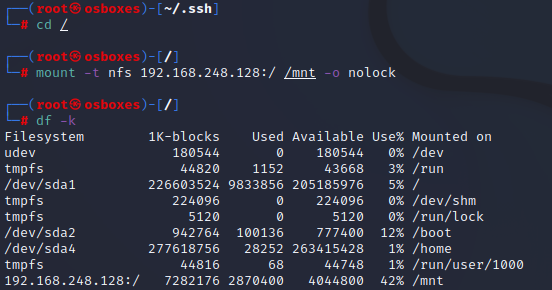 ┌──(root㉿osboxes)-[~/.ssh]
└─# cd /
┌──(root㉿osboxes)-[/]
└─# mount -t nfs 192.168.248.128:/ /mnt -o nolock
┌──(root㉿osboxes)-[/]
└─# df -k
Filesystem 1K-blocks Used Available Use% Mounted on
udev 180544 0 180544 0% /dev
tmpfs 44820 1152 43668 3% /run
/dev/sda1 226603524 9833856 205185976 5% /
tmpfs 224096 0 224096 0% /dev/shm
tmpfs 5120 0 5120 0% /run/lock
/dev/sda2 942764 100136 777400 12% /boot
/dev/sda4 277618756 28252 263415428 1% /home
tmpfs 44816 68 44748 1% /run/user/1000
192.168.248.128:/ 7282176 2870400 4044800 42% /mnt